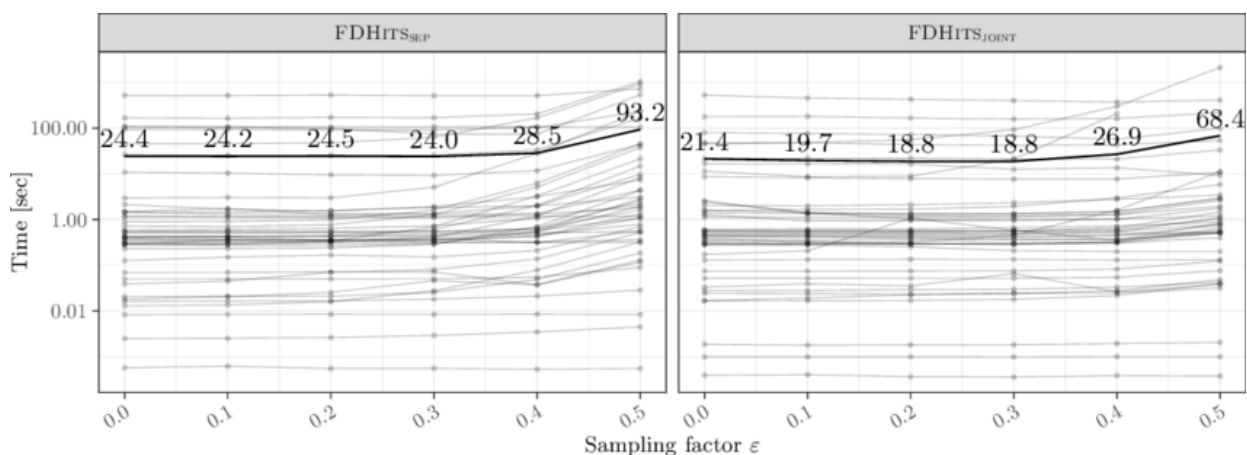 FDHITS_SEP FDHITS_JOINT
100.00
1.00
0.01
Time [sec]
24.4 24.2 24.5 24.0 28.5 93.2
21.4 19.7 18.8 18.8 26.9 68.4
0.0 0.1 0.2 0.3 0.4 0.5 0.0 0.1 0.2 0.3 0.4 0.5
Sampling factor ε